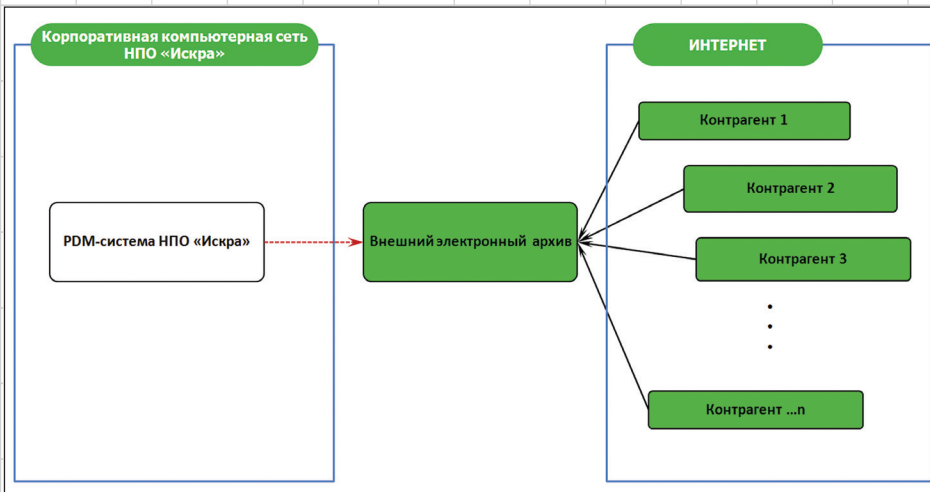 Корпоративная компьютерная сеть
НПО «Искра»
ИНТЕРНЕТ
Контрагент 1
Контрагент 2
PDM-система НПО «Искра»
Внешний электронный архив
Контрагент 3
Контрагент ...n